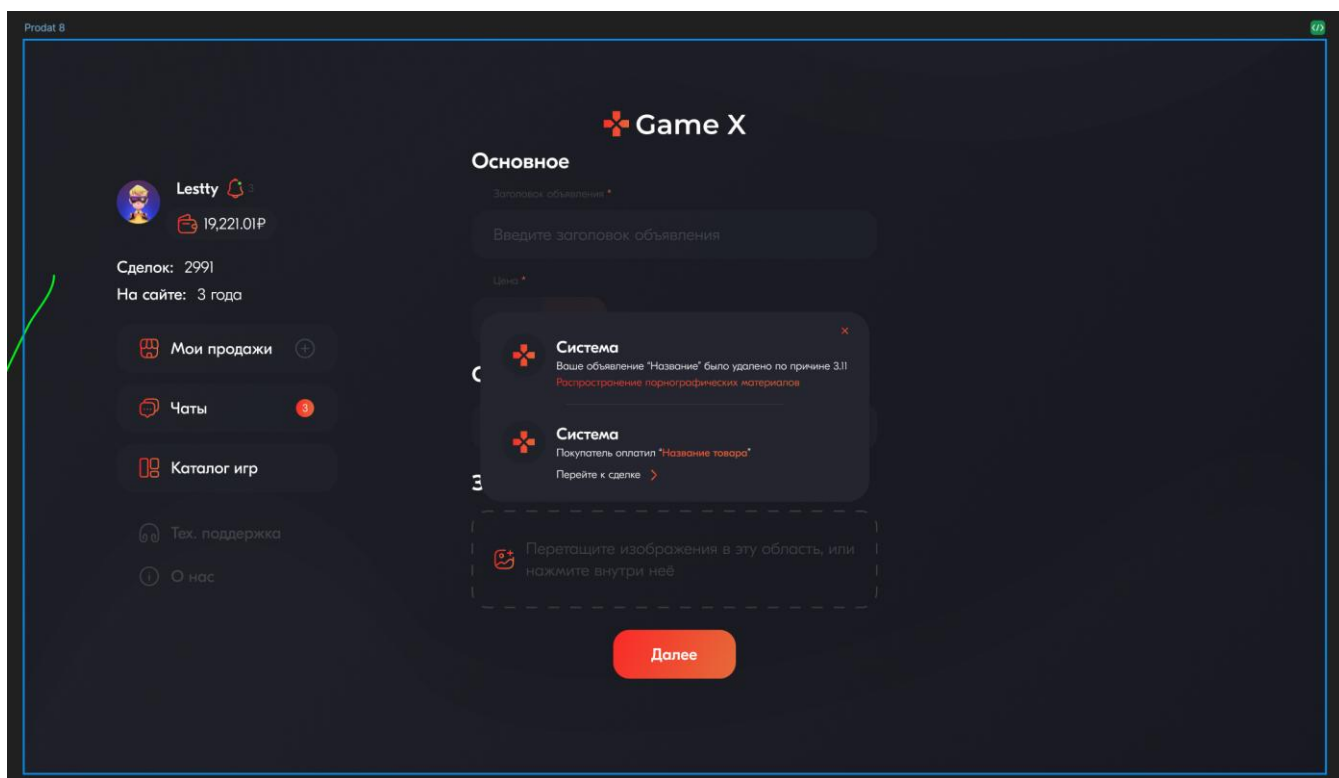 Prodat 8
</>
Game X
Lestty 3
19,221.01₽
Сделок: 2991
На сайте: 3 года
Мои продажи
Чаты 3
Каталог игр
Тех. поддержка
О нас
Основное
Заголовок объявления *
Введите заголовок объявления
Цена *
×
Система
Ваше объявление “Название” было удалено по причине 3.11
Распространение порнографических материалов
Система
Покупатель оплатил “Название товара”
Перейти к сделке >
Перетащите изображения в эту область, или
нажмите внутри неё
Далее